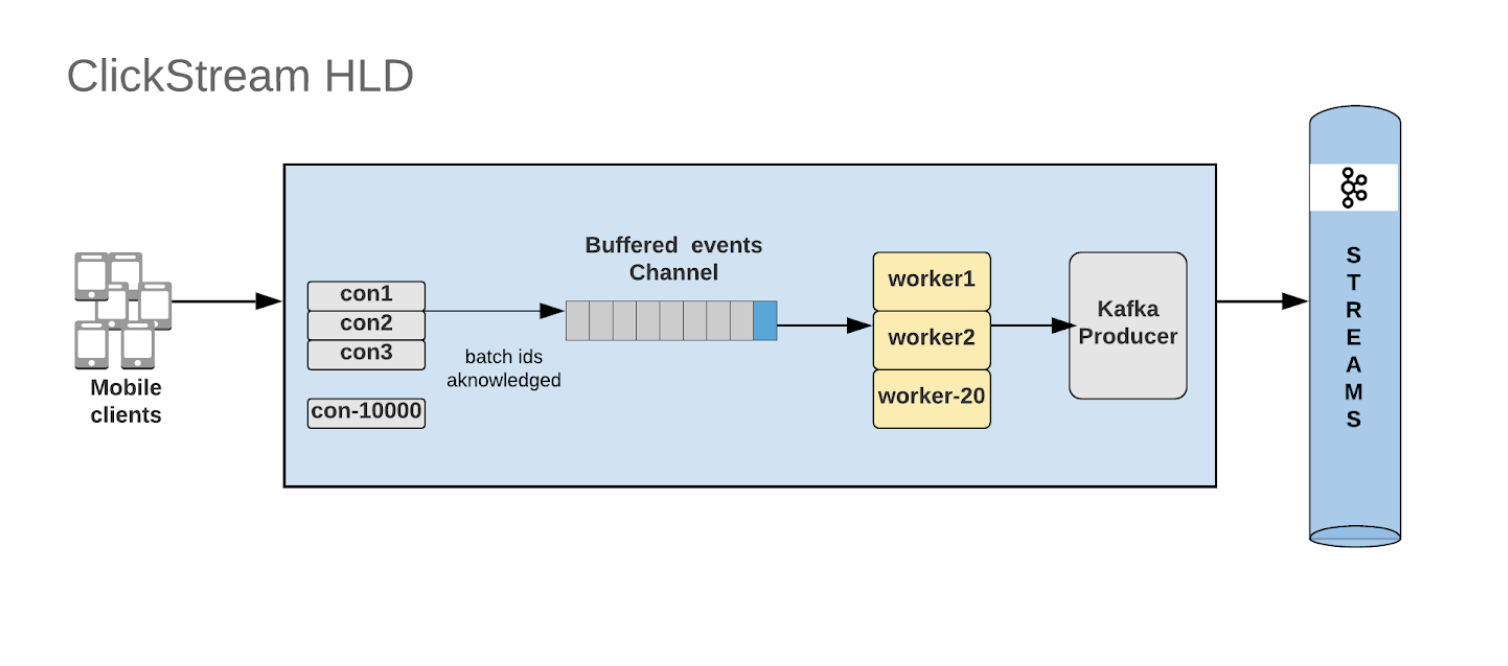 ClickStream HLD
Mobile
clients
con1
con2
con3
con-10000
batch ids
aknowledged
Buffered events
Channel
worker1
worker2
worker-20
Kafka
Producer
S
T
R
E
A
M
S